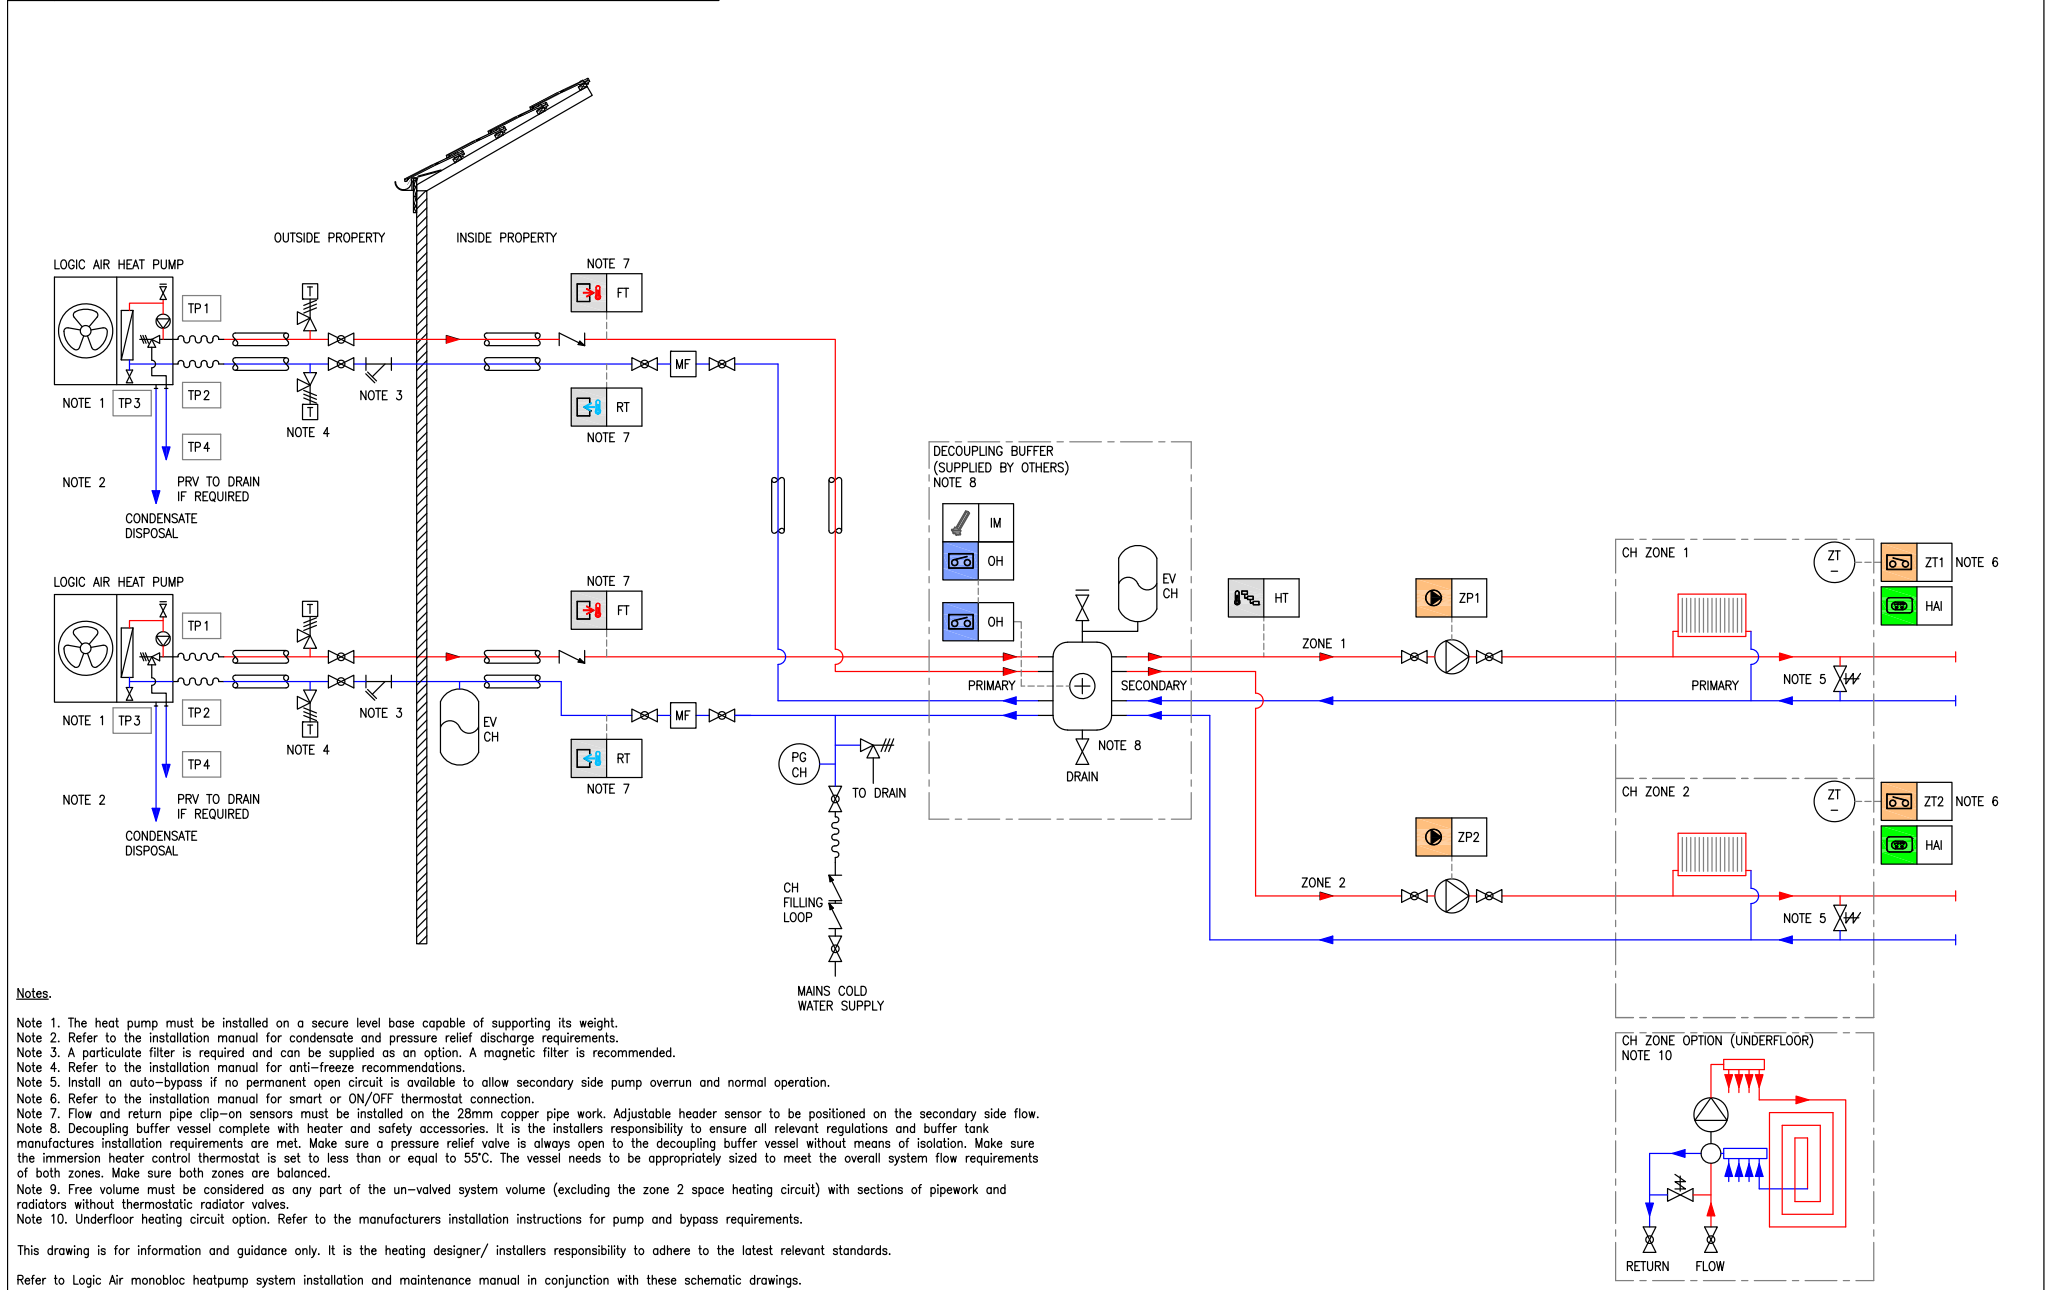 OUTSIDE PROPERTY
INSIDE PROPERTY
LOGIC AIR HEAT PUMP
TP1
T
NOTE 7
FT
MF
NOTE 1
TP3
TP2
NOTE 3
RT
T
NOTE 4
NOTE 7
TP4
NOTE 2
PRV TO DRAIN
IF REQUIRED
CONDENSATE
DISPOSAL
LOGIC AIR HEAT PUMP
TP1
T
NOTE 7
FT
NOTE 1
TP3
TP2
NOTE 3
T
NOTE 4
EV
CH
MF
RT
NOTE 7
TP4
NOTE 2
PRV TO DRAIN
IF REQUIRED
CONDENSATE
DISPOSAL
PG
CH
TO DRAIN
CH
FILLING
LOOP
MAINS COLD
WATER SUPPLY
DECOUPLING BUFFER
(SUPPLIED BY OTHERS)
NOTE 8
IM
OH
OH
EV
CH
PRIMARY
SECONDARY
NOTE 8
DRAIN
HT
ZONE 1
ZP1
CH ZONE 1
ZT
–
ZT1
NOTE 6
HAI
PRIMARY
NOTE 5
ZONE 2
ZP2
CH ZONE 2
ZT
–
ZT2
NOTE 6
HAI
NOTE 5
CH ZONE OPTION (UNDERFLOOR)
NOTE 10
RETURN
FLOW
Notes.
Note 1. The heat pump must be installed on a secure level base capable of supporting its weight.
Note 2. Refer to the installation manual for condensate and pressure relief discharge requirements.
Note 3. A particulate filter is required and can be supplied as an option. A magnetic filter is recommended.
Note 4. Refer to the installation manual for anti-freeze recommendations.
Note 5. Install an auto-bypass if no permanent open circuit is available to allow secondary side pump overrun and normal operation.
Note 6. Refer to the installation manual for smart or ON/OFF thermostat connection.
Note 7. Flow and return pipe clip-on sensors must be installed on the 28mm copper pipe work. Adjustable header sensor to be positioned on the secondary side flow.
Note 8. Decoupling buffer vessel complete with heater and safety accessories. It is the installers responsibility to ensure all relevant regulations and buffer tank
manufactures installation requirements are met. Make sure a pressure relief valve is always open to the decoupling buffer vessel without means of isolation. Make sure
the immersion heater control thermostat is set to less than or equal to 55°C. The vessel needs to be appropriately sized to meet the overall system flow requirements
of both zones. Make sure both zones are balanced.
Note 9. Free volume must be considered as any part of the un-valved system volume (excluding the zone 2 space heating circuit) with sections of pipework and
radiators without thermostatic radiator valves.
Note 10. Underfloor heating circuit option. Refer to the manufacturers installation instructions for pump and bypass requirements.
This drawing is for information and guidance only. It is the heating designer/ installers responsibility to adhere to the latest relevant standards.
Refer to Logic Air monobloc heatpump system installation and maintenance manual in conjunction with these schematic drawings.